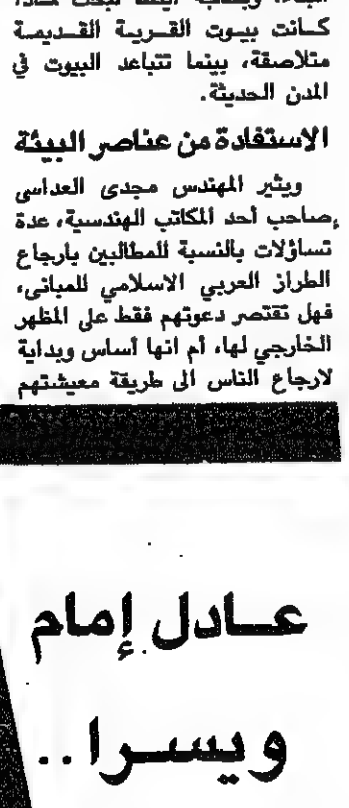 كانت بيوت القرية القديمة
متلاصقة، بينما تتباعد البيوت في
المدن الحديثة.
الاستفادة من عناصر البيئة
ويثير المهندس مجدى العداسى
صاحب أحد المكاتب الهندسية، عدة
تساؤلات بالنسبة للمطالبين بارجاع
الطراز العربي الاسلامي للمبانى،
فهل تقتصر دعوتهم فقط على المظهر
الخارجي لها، أم انها أساس وبداية
لارجاع الناس الى طريقة معيشتهم
عادل إمام
ويسرا ..